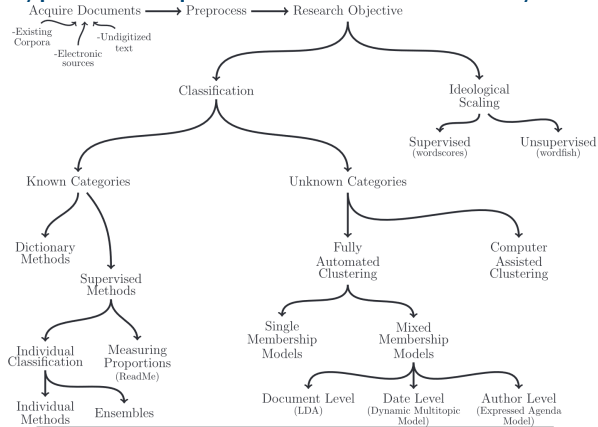 Acquire Documents
Preprocess
Research Objective
-Existing
Corpora
-Electronic
sources
-Undigitized
text
Classification
Ideological
Scaling
Supervised
(wordscores)
Unsupervised
(wordfish)
Known Categories
Unknown Categories
Dictionary
Methods
Supervised
Methods
Fully
Automated
Clustering
Computer
Assisted
Clustering
Individual
Classification
Measuring
Proportions
(ReadMe)
Single
Membership
Models
Mixed
Membership
Models
Individual
Methods
Ensembles
Document Level
(LDA)
Date Level
(Dynamic Multitopic
Model)
Author Level
(Expressed Agenda
Model)